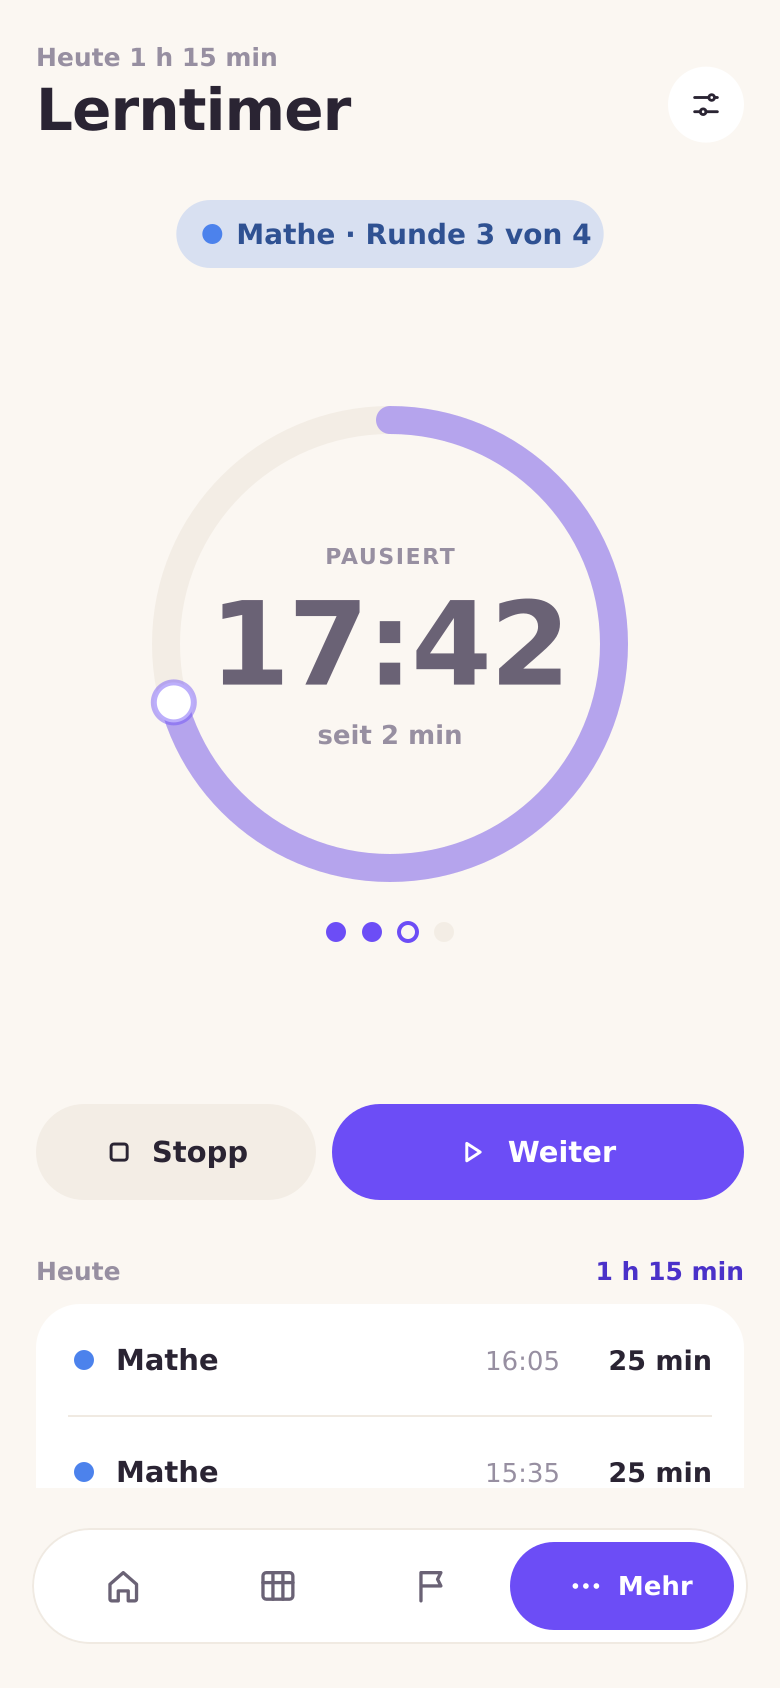 Heute 1 h 15 min
Lerntimer
Mathe · Runde 3 von 4
PAUSIERT
17:42
seit 2 min
Stopp
Weiter
Heute
1 h 15 min
Mathe 16:05 25 min
Mathe 15:35 25 min
Mehr